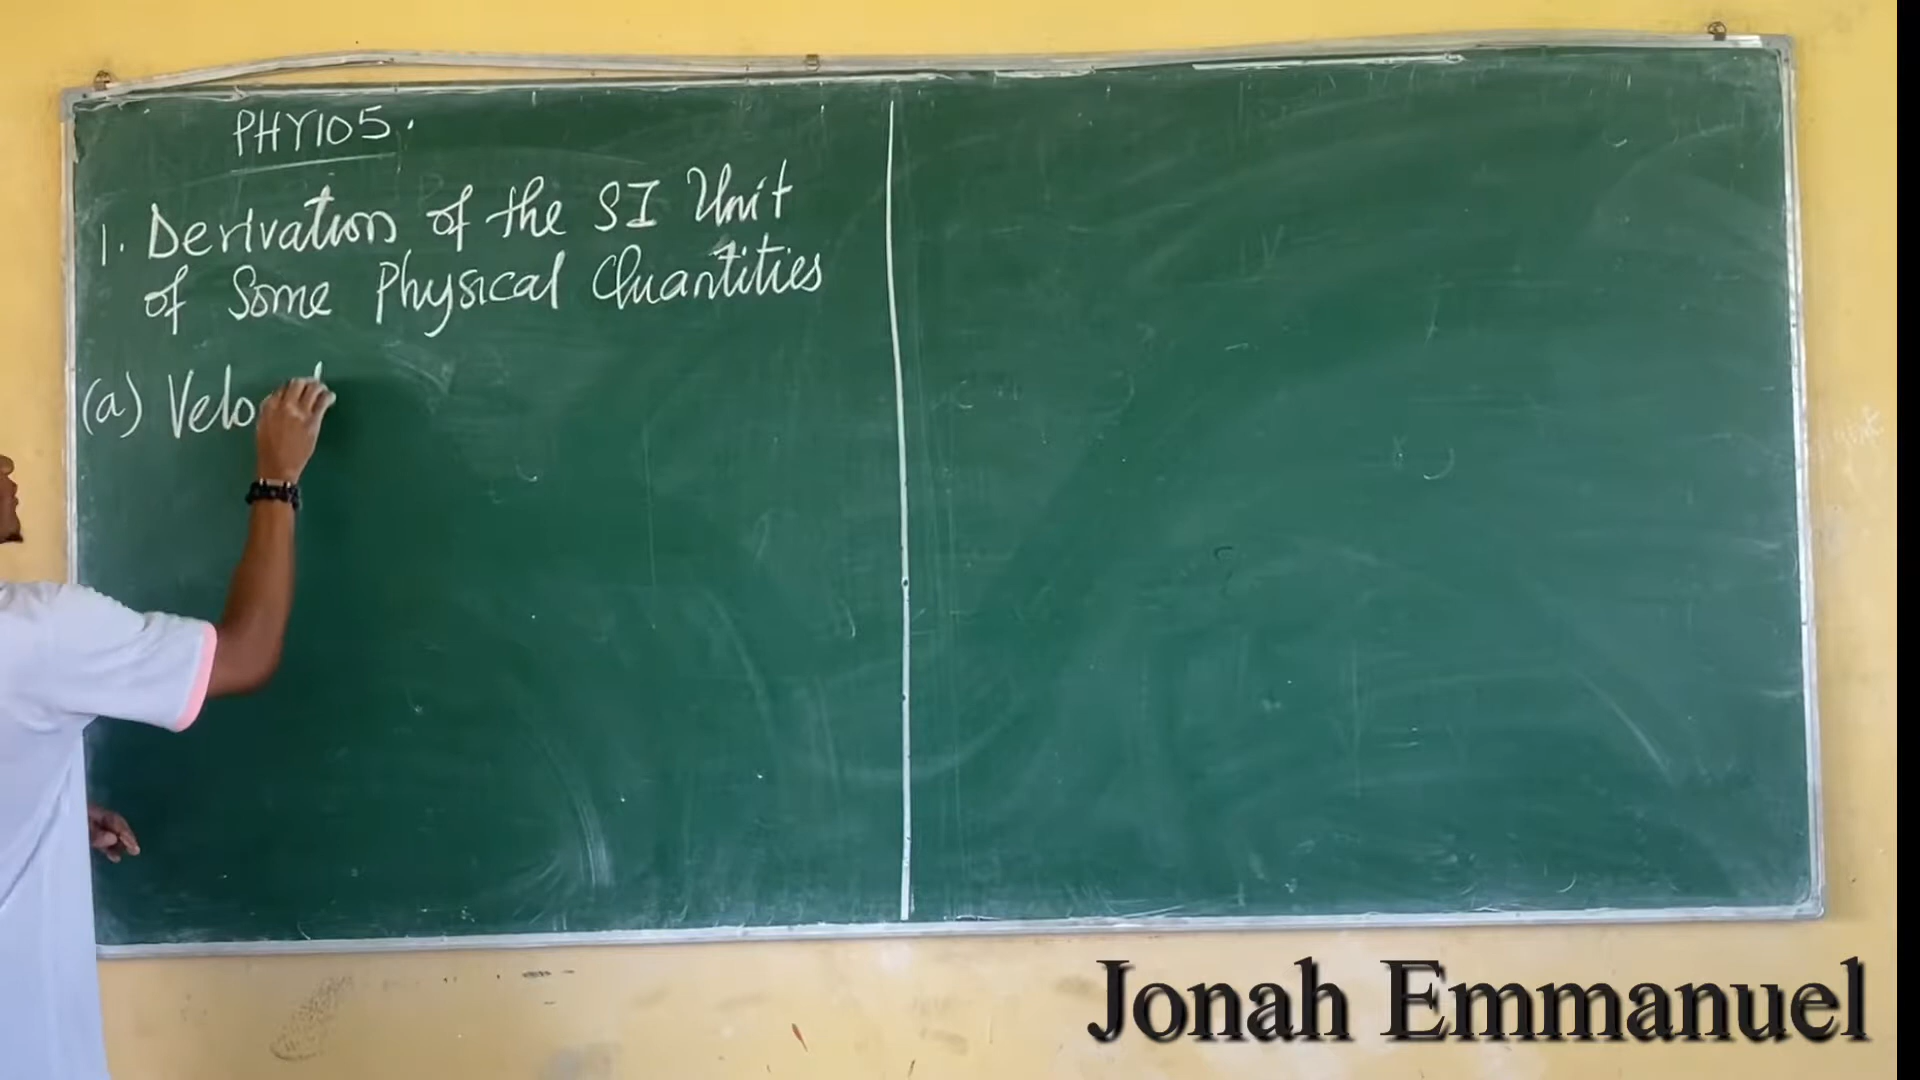 PHY105.
1. Derivation of the SI Unit
of Some Physical Quantities
(a) Velo
Jonah Emmanuel